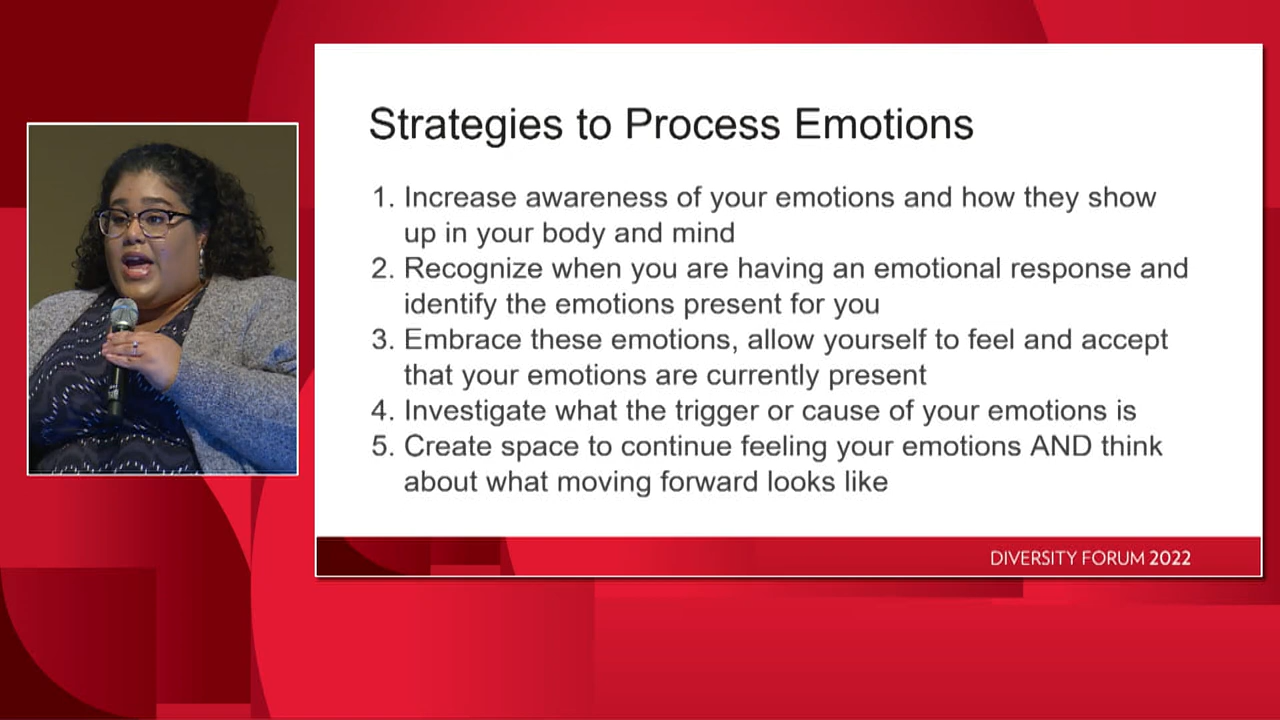 Strategies to Process Emotions
1. Increase awareness of your emotions and how they show
up in your body and mind
2. Recognize when you are having an emotional response and
identify the emotions present for you
3. Embrace these emotions, allow yourself to feel and accept
that your emotions are currently present
4. Investigate what the trigger or cause of your emotions is
5. Create space to continue feeling your emotions AND think
about what moving forward looks like
DIVERSITY FORUM 2022